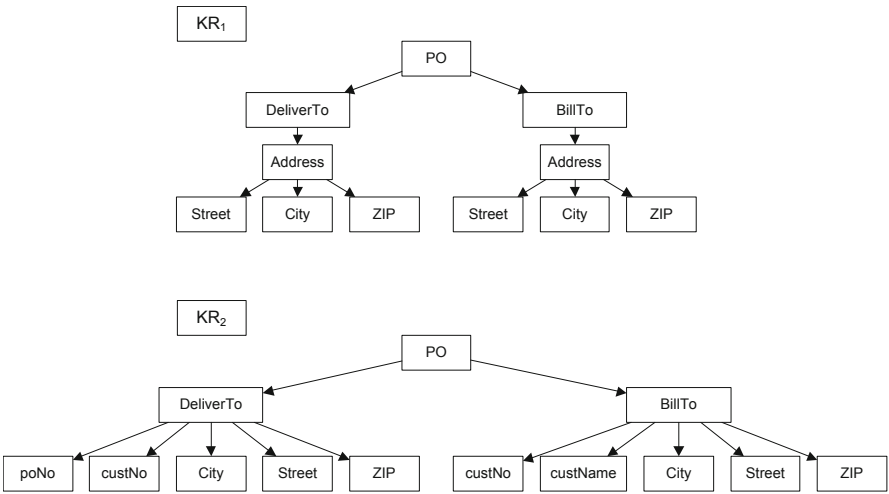 KR₁
PO
DeliverTo BillTo
Address Address
Street City ZIP Street City ZIP
KR₂
PO
DeliverTo BillTo
poNo custNo City Street ZIP custNo custName City Street ZIP